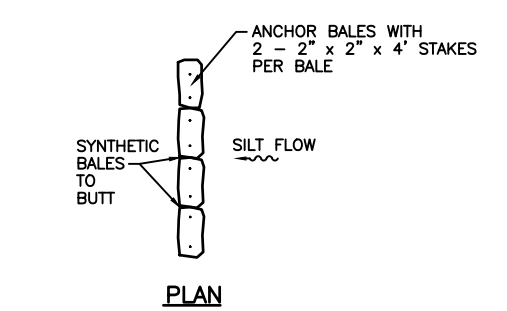 ANCHOR BALES WITH
2 - 2" x 2" x 4' STAKES
PER BALE
SYNTHETIC
BALES
TO
BUTT
SILT FLOW
PLAN